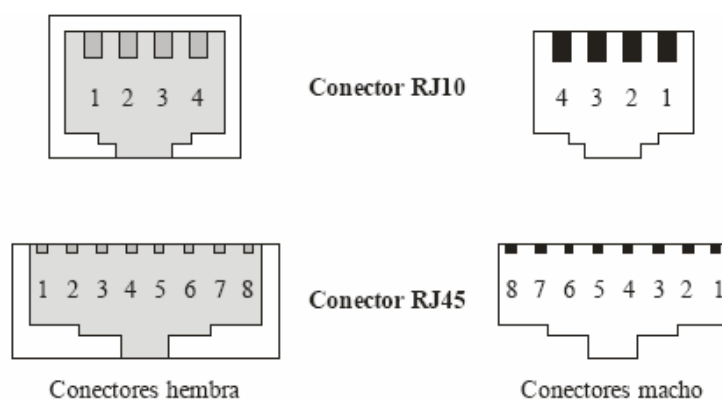 1 2 3 4
Conector RJ10
4 3 2 1
1 2 3 4 5 6 7 8
Conector RJ45
8 7 6 5 4 3 2 1
Conectores hembra
Conectores macho